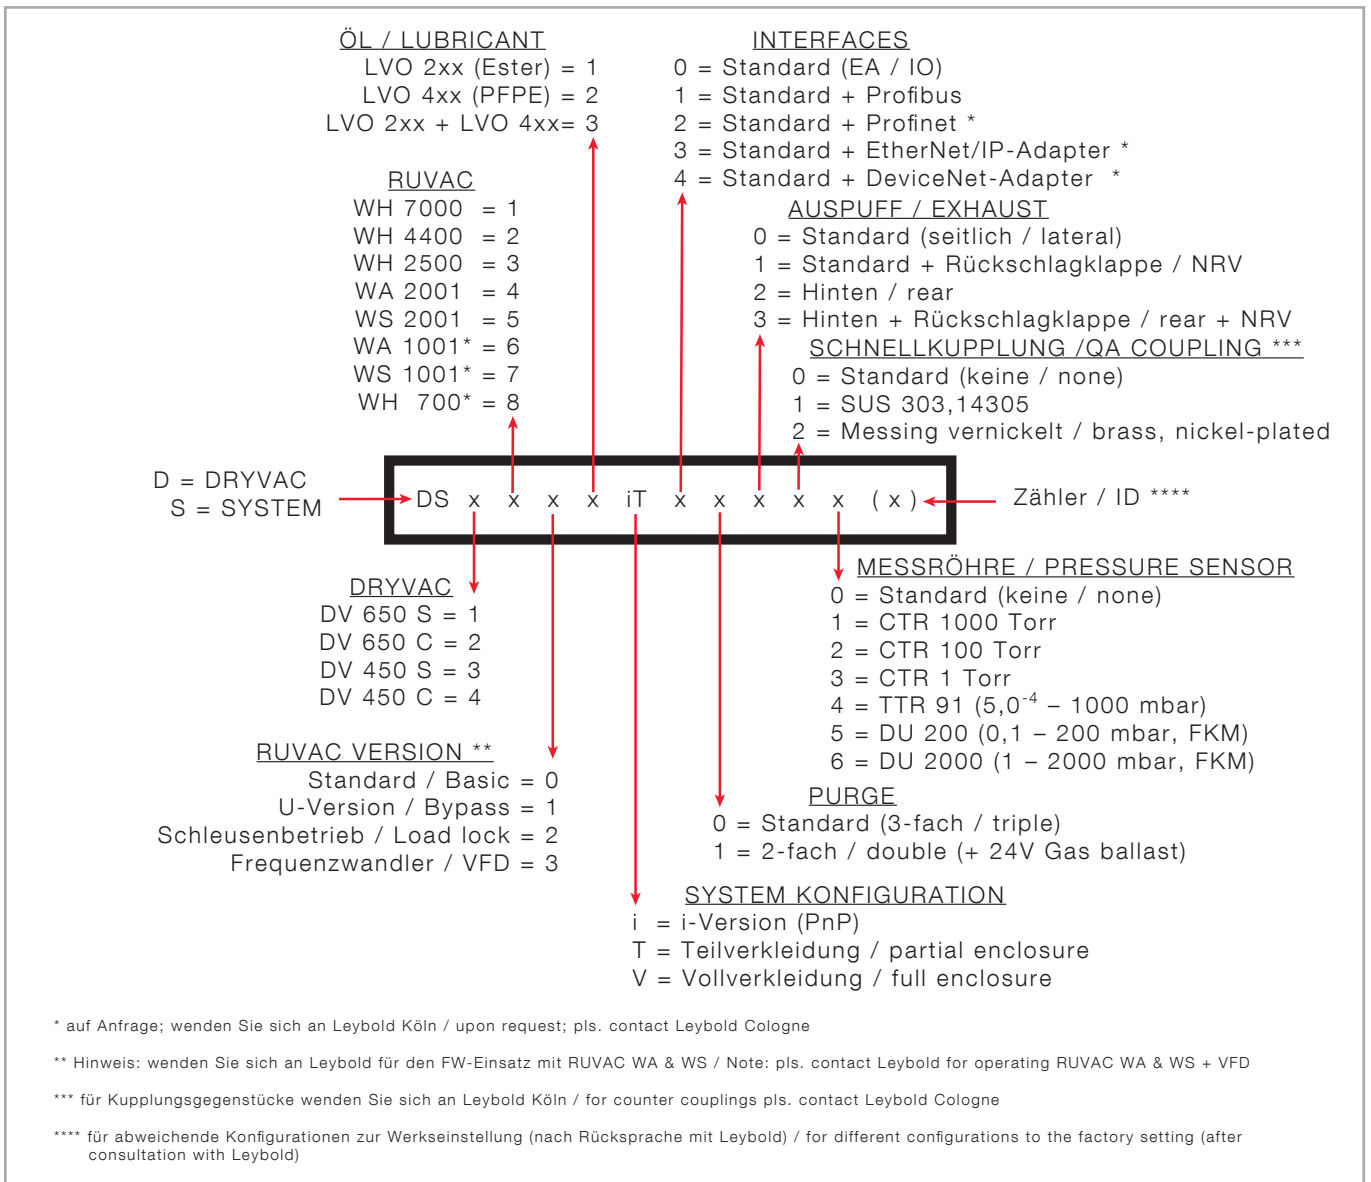 ÖL / LUBRICANT
LVO 2xx (Ester) = 1
LVO 4xx (PFPE) = 2
LVO 2xx + LVO 4xx= 3
INTERFACES
0 = Standard (EA / IO)
1 = Standard + Profibus
2 = Standard + Profinet *
3 = Standard + EtherNet/IP-Adapter *
4 = Standard + DeviceNet-Adapter *
RUVAC
WH 7000 = 1
WH 4400 = 2
WH 2500 = 3
WA 2001 = 4
WS 2001 = 5
WA 1001* = 6
WS 1001* = 7
WH 700* = 8
AUSPUFF / EXHAUST
0 = Standard (seitlich / lateral)
1 = Standard + Rückschlagklappe / NRV
2 = Hinten / rear
3 = Hinten + Rückschlagklappe / rear + NRV
SCHNELLKUPPLUNG /QA COUPLING ***
0 = Standard (keine / none)
1 = SUS 303,14305
2 = Messing vernickelt / brass, nickel-plated
D = DRYVAC
S = SYSTEM
DS x x x x iT x x x x x ( x )
Zähler / ID ****
DRYVAC
DV 650 S = 1
DV 650 C = 2
DV 450 S = 3
DV 450 C = 4
MESSRÖHRE / PRESSURE SENSOR
0 = Standard (keine / none)
1 = CTR 1000 Torr
2 = CTR 100 Torr
3 = CTR 1 Torr
4 = TTR 91 (5,0⁻⁴ – 1000 mbar)
5 = DU 200 (0,1 – 200 mbar, FKM)
6 = DU 2000 (1 – 2000 mbar, FKM)
RUVAC VERSION **
Standard / Basic = 0
U-Version / Bypass = 1
Schleusenbetrieb / Load lock = 2
Frequenzwandler / VFD = 3
PURGE
0 = Standard (3-fach / triple)
1 = 2-fach / double (+ 24V Gas ballast)
SYSTEM KONFIGURATION
i = i-Version (PnP)
T = Teilverkleidung / partial enclosure
V = Vollverkleidung / full enclosure
* auf Anfrage; wenden Sie sich an Leybold Köln / upon request; pls. contact Leybold Cologne
** Hinweis: wenden Sie sich an Leybold für den FW-Einsatz mit RUVAC WA & WS / Note: pls. contact Leybold for operating RUVAC WA & WS + VFD
*** für Kupplungsgegenstücke wenden Sie sich an Leybold Köln / for counter couplings pls. contact Leybold Cologne
**** für abweichende Konfigurationen zur Werkseinstellung (nach Rücksprache mit Leybold) / for different configurations to the factory setting (after
consultation with Leybold)